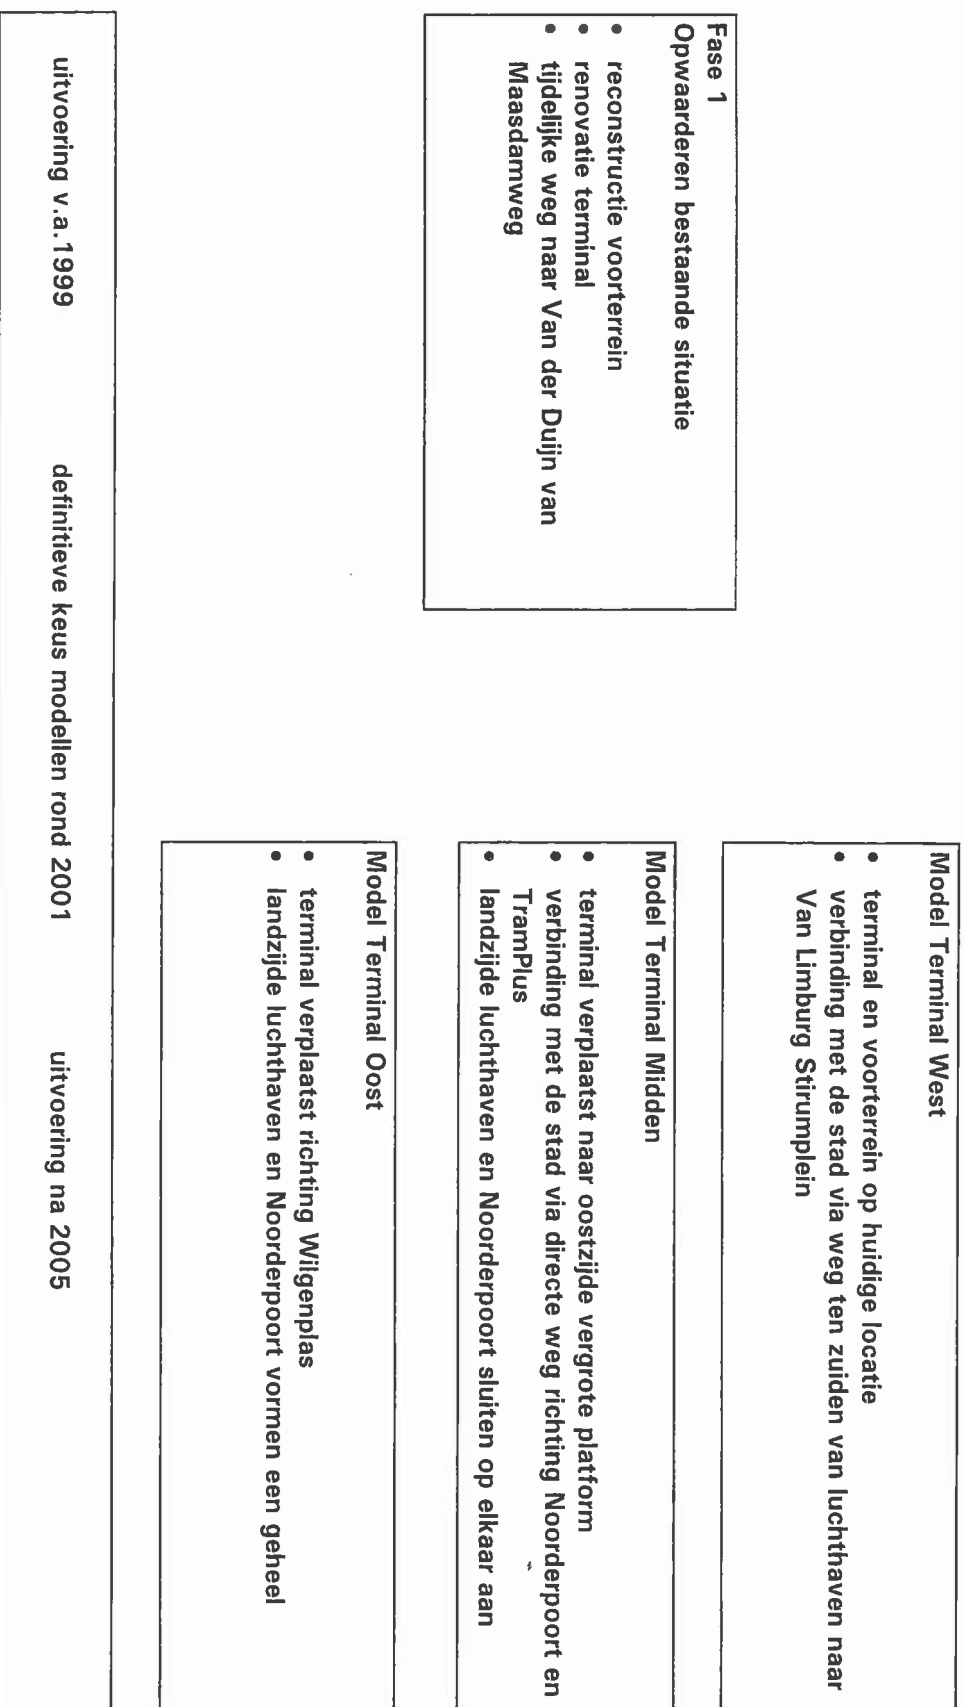 Fase 1
Opwaarderen bestaande situatie
• reconstructie voorterrein
• renovatie terminal
• tijdelijke weg naar Van der Duijn van
Maasdamweg
Model Terminal West
• terminal en voorterrein op huidige locatie
• verbinding met de stad via weg ten zuiden van luchthaven naar
Van Limburg Stirumplein
Model Terminal Midden
• terminal verplaatst naar oostzijde vergrote platform
• verbinding met de stad via directe weg richting Noorderpoort en
TramPlus
• landzijde luchthaven en Noorderpoort sluiten op elkaar aan
Model Terminal Oost
• terminal verplaatst richting Wilgenplas
• landzijde luchthaven en Noorderpoort vormen een geheel
uitvoering v.a.1999 definitieve keus modellen rond 2001 uitvoering na 2005